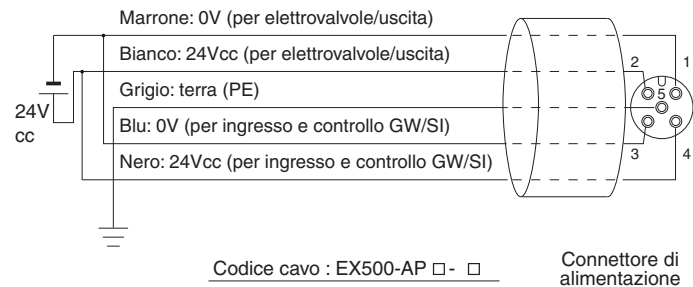 Marrone: 0V (per elettrovalvole/uscita)
Bianco: 24Vcc (per elettrovalvole/uscita)
Grigio: terra (PE)
Blu: 0V (per ingresso e controllo GW/SI)
Nero: 24Vcc (per ingresso e controllo GW/SI)
24V
cc
2
1
5
3
4
Codice cavo : EX500-AP □ - □
Connettore di
alimentazione